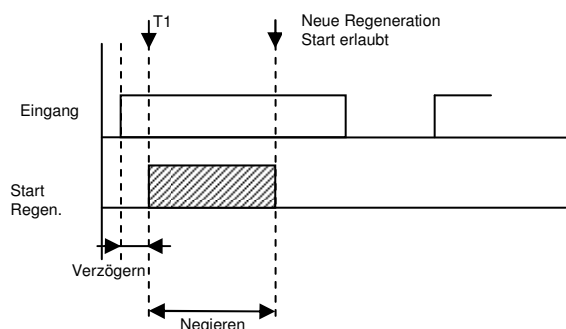 T1
Neue Regeneration
Start erlaubt
Eingang
Start
Regen.
Verzögern
Negieren